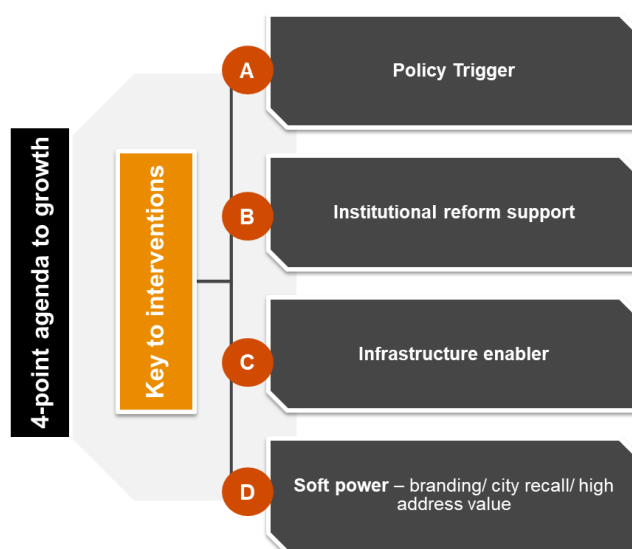 4-point agenda to growth
Key to interventions
A
Policy Trigger
B
Institutional reform support
C
Infrastructure enabler
D
Soft power – branding/ city recall/ high
address value